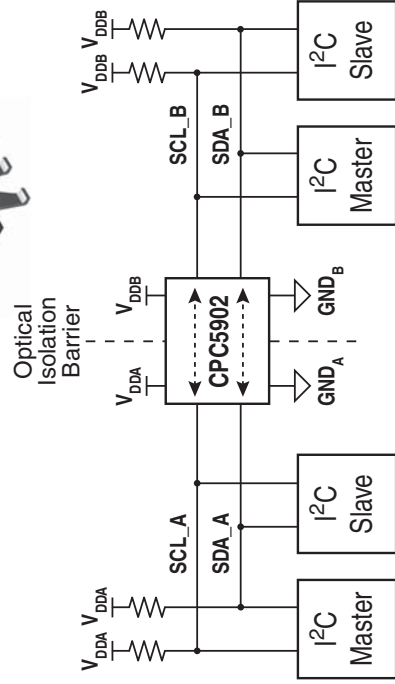 Optical
Isolation
Barrier
V_DDA
V_DDA
V_DDA
V_DDB
V_DDB
V_DDB
SCL_A
SDA_A
CPC5902
SCL_B
SDA_B
GND_A
GND_B
I²C
Master
I²C
Slave
I²C
Master
I²C
Slave